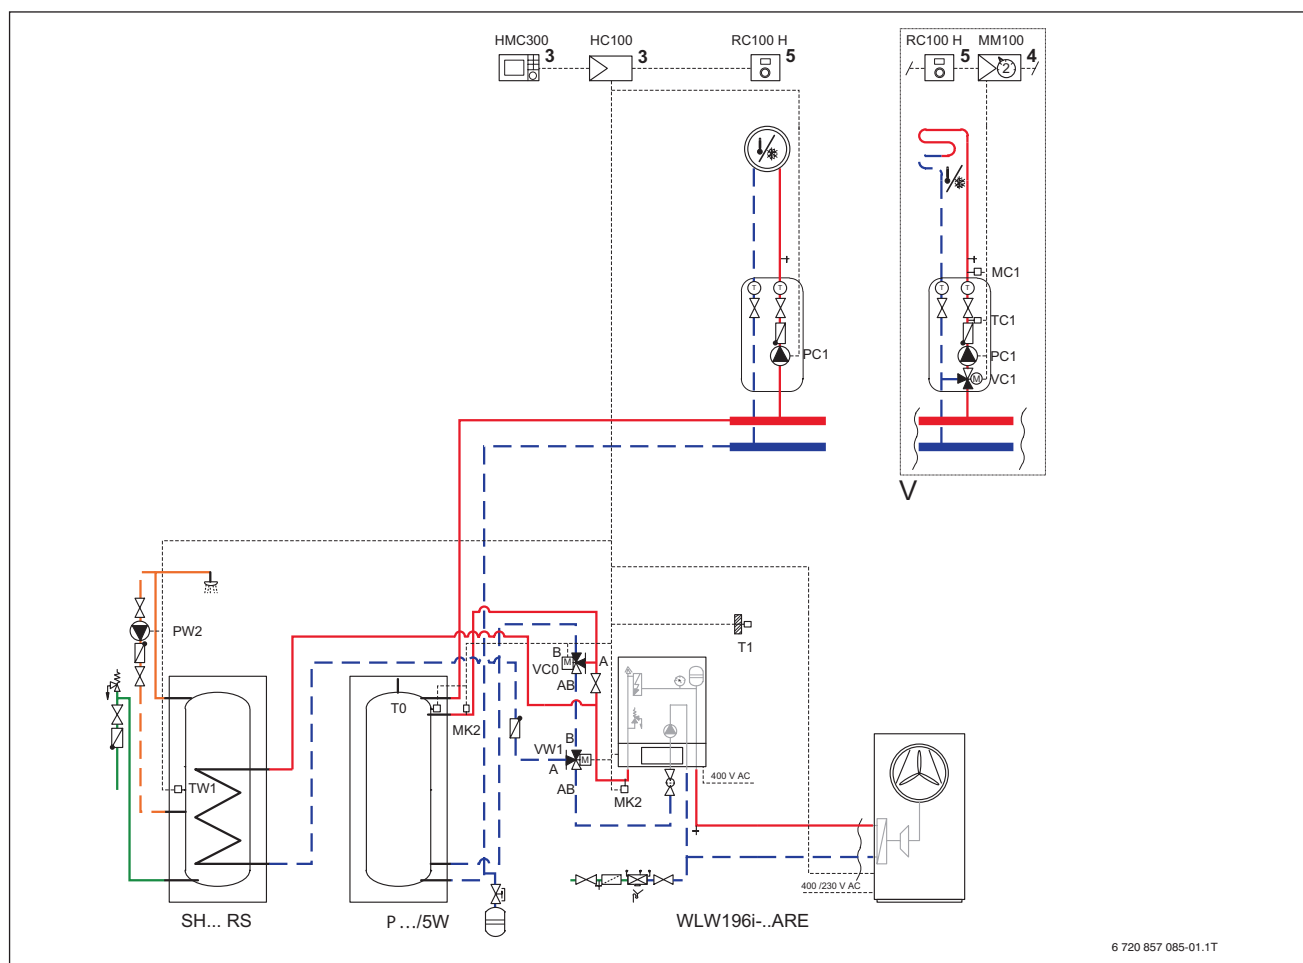 HMC300 HC100 RC100 H RC100 H MM100
3 3 5 5 4
2
MC1
T T T T
TC1
PC1 PC1
M VC1
V
PW2
T1
B
M A
VC0
AB
T0
MK2
B
VW1 M
A
400 V AC
TW1 AB MK2
400 /230 V AC
SH... RS P .../5W WLW196i-..ARE
6 720 857 085-01.1T